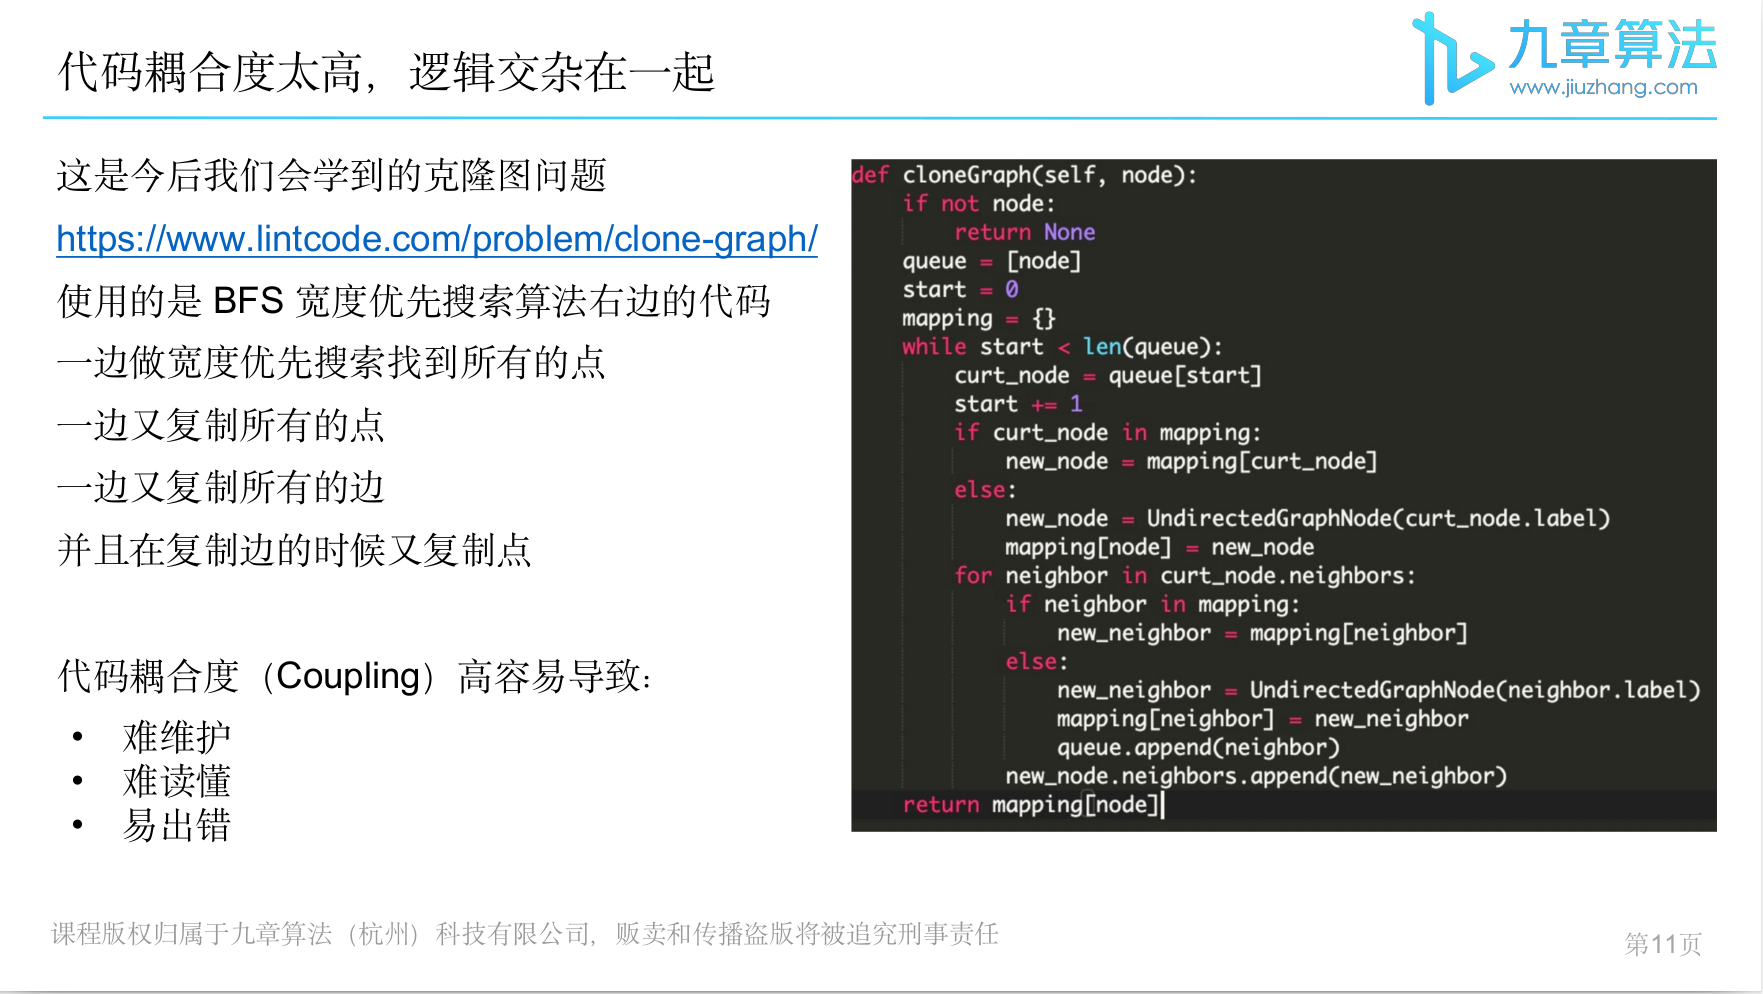 代码耦合度太高，逻辑交杂在一起
九章算法
www.jiuzhang.com
这是今后我们会学到的克隆图问题
https://www.lintcode.com/problem/clone-graph/
使用的是 BFS 宽度优先搜索算法右边的代码
一边做宽度优先搜索找到所有的点
一边又复制所有的点
一边又复制所有的边
并且在复制边的时候又复制点
代码耦合度（Coupling）高容易导致：
• 难维护
• 难读懂
• 易出错
def cloneGraph(self, node):
    if not node:
        return None
    queue = [node]
    start = 0
    mapping = {}
    while start < len(queue):
        curt_node = queue[start]
        start += 1
        if curt_node in mapping:
            new_node = mapping[curt_node]
        else:
            new_node = UndirectedGraphNode(curt_node.label)
            mapping[node] = new_node
        for neighbor in curt_node.neighbors:
            if neighbor in mapping:
                new_neighbor = mapping[neighbor]
            else:
                new_neighbor = UndirectedGraphNode(neighbor.label)
                mapping[neighbor] = new_neighbor
                queue.append(neighbor)
            new_node.neighbors.append(new_neighbor)
    return mapping[node]
课程版权归属于九章算法（杭州）科技有限公司，贩卖和传播盗版将被追究刑事责任
第11页